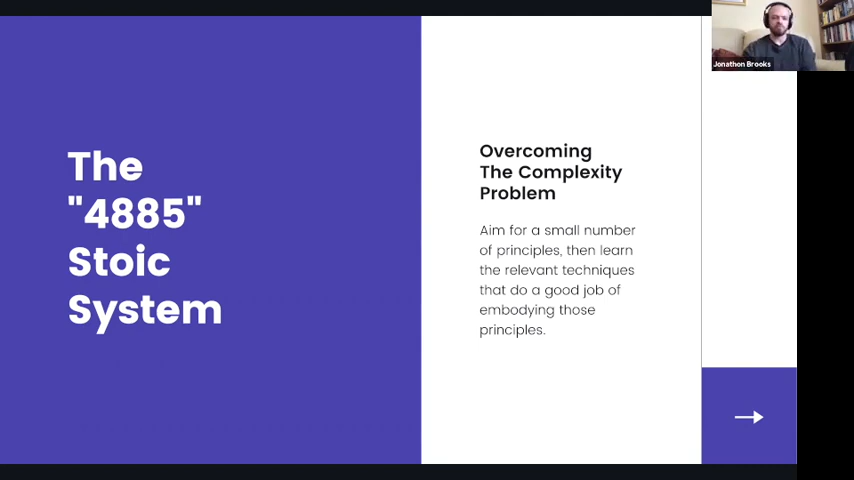 The
"4885"
Stoic
System
Overcoming
The Complexity
Problem
Aim for a small number
of principles, then learn
the relevant techniques
that do a good job of
embodying those
principles.
Jonathon Brooks